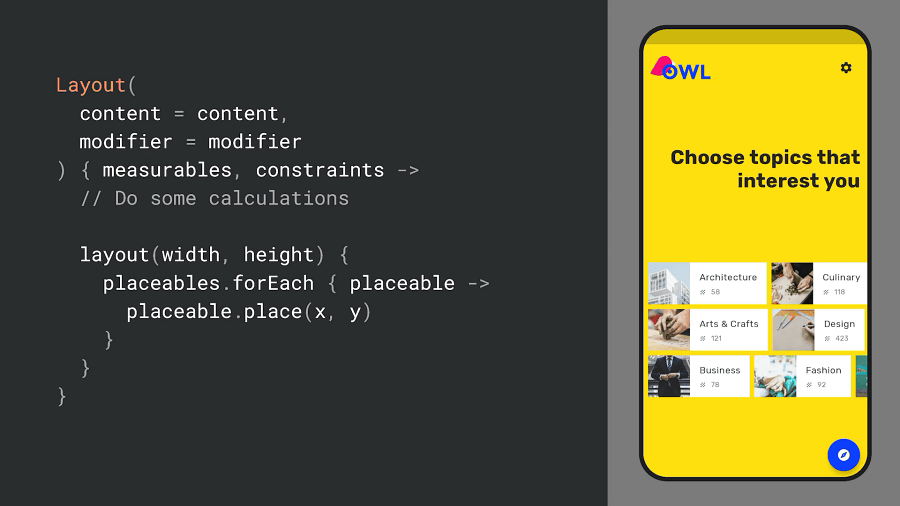 Layout(
content = content,
modifier = modifier
) { measurables, constraints ->
// Do some calculations
layout(width, height) {
placeables.forEach { placeable ->
placeable.place(x, y)
}
}
}
OWL
Choose topics that
interest you
Architecture
58
Culinary
118
Arts & Crafts
121
Design
423
Business
78
Fashion
92